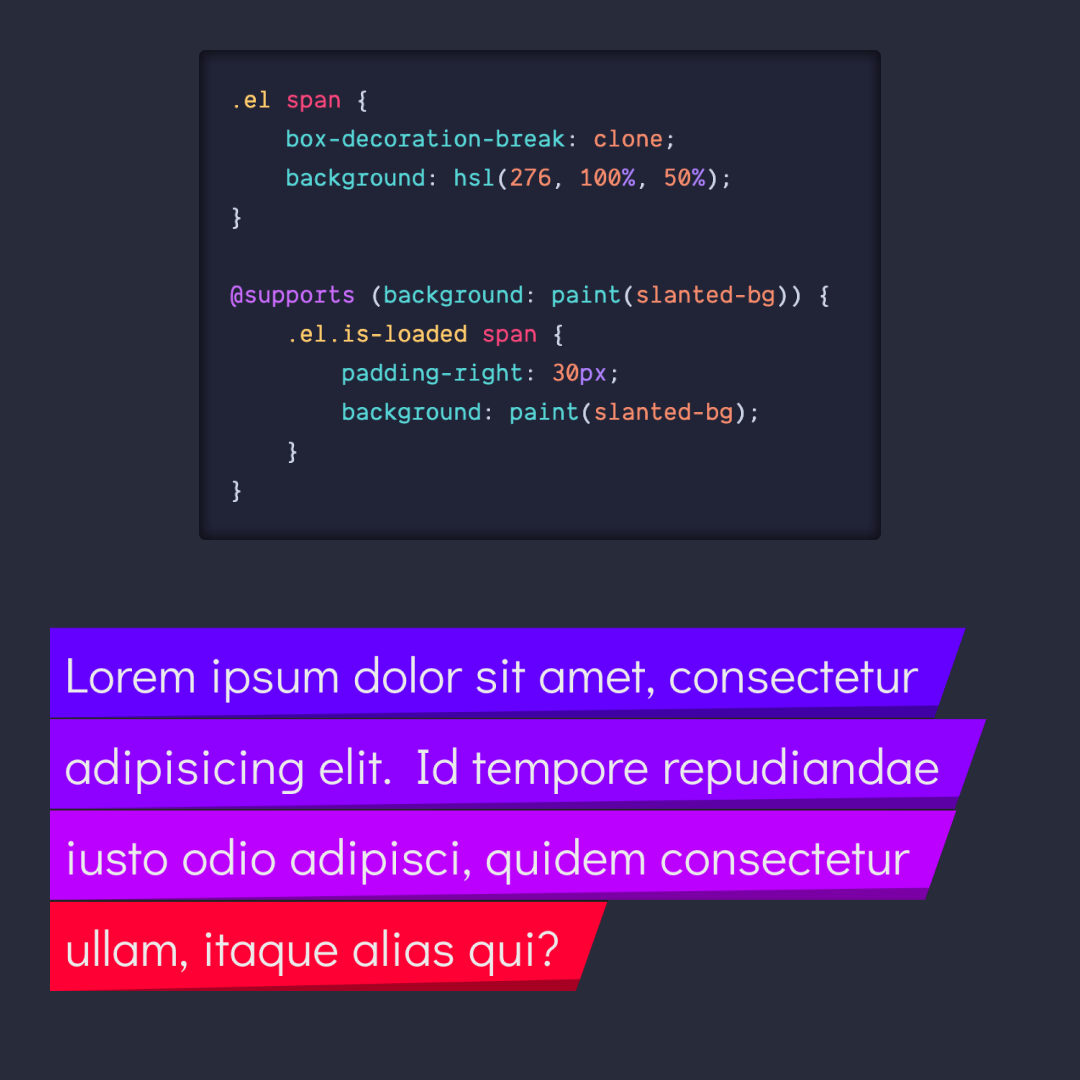 .el span {
    box-decoration-break: clone;
    background: hsl(276, 100%, 50%);
}

@supports (background: paint(slanted-bg)) {
    .el.is-loaded span {
        padding-right: 30px;
        background: paint(slanted-bg);
    }
}

Lorem ipsum dolor sit amet, consectetur
adipisicing elit. Id tempore repudiandae
iusto odio adipisci, quidem consectetur
ullam, itaque alias qui?